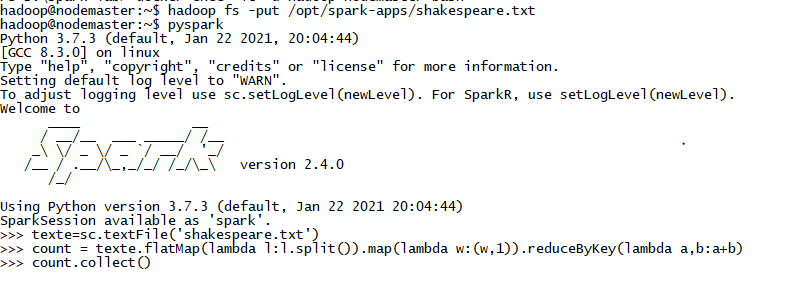 hadoop@nodemaster:~$ hadoop fs -put /opt/spark-apps/shakespeare.txt
hadoop@nodemaster:~$ pyspark
Python 3.7.3 (default, Jan 22 2021, 20:04:44)
[GCC 8.3.0] on linux
Type "help", "copyright", "credits" or "license" for more information.
Setting default log level to "WARN".
To adjust logging level use sc.setLogLevel(newLevel). For SparkR, use setLogLevel(newLevel).
Welcome to
Spark version 2.4.0
Using Python version 3.7.3 (default, Jan 22 2021 20:04:44)
SparkSession available as 'spark'.
>>> texte=sc.textFile('shakespeare.txt')
>>> count = texte.flatMap(lambda l:l.split()).map(lambda w:(w,1)).reduceByKey(lambda a,b:a+b)
>>> count.collect()